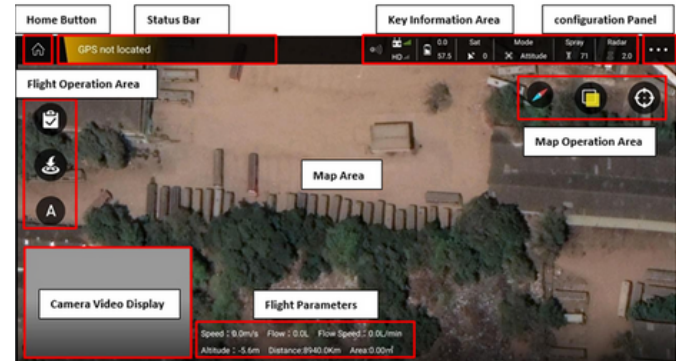 Home Button
Status Bar
Key Information Area
configuration Panel
GPS not located
HD
0.0
57.5
Sat
0
Mode
Attitude
Spray
71
Radar
2.0
Flight Operation Area
Map Operation Area
Map Area
A
Camera Video Display
Flight Parameters
Speed：0.0m/s Flow：0.0L Flow Speed：0.0L/min
Altitude：-5.6m Distance:8940.0Km Area:0.00㎡